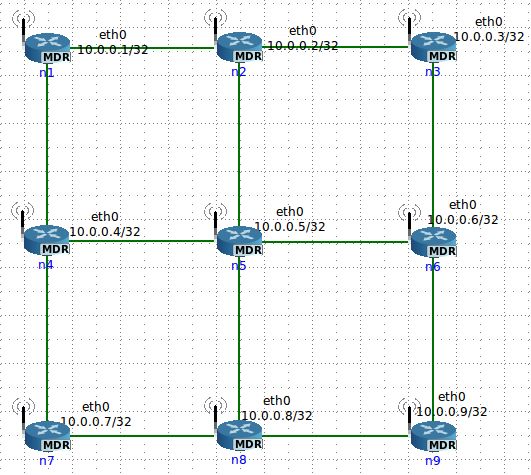 eth0
10.0.0.1/32
MDR
n1
eth0
10.0.0.2/32
MDR
n2
eth0
10.0.0.3/32
MDR
n3
eth0
10.0.0.4/32
MDR
n4
eth0
10.0.0.5/32
MDR
n5
eth0
10.0.0.6/32
MDR
n6
eth0
10.0.0.7/32
MDR
n7
eth0
10.0.0.8/32
MDR
n8
eth0
10.0.0.9/32
MDR
n9